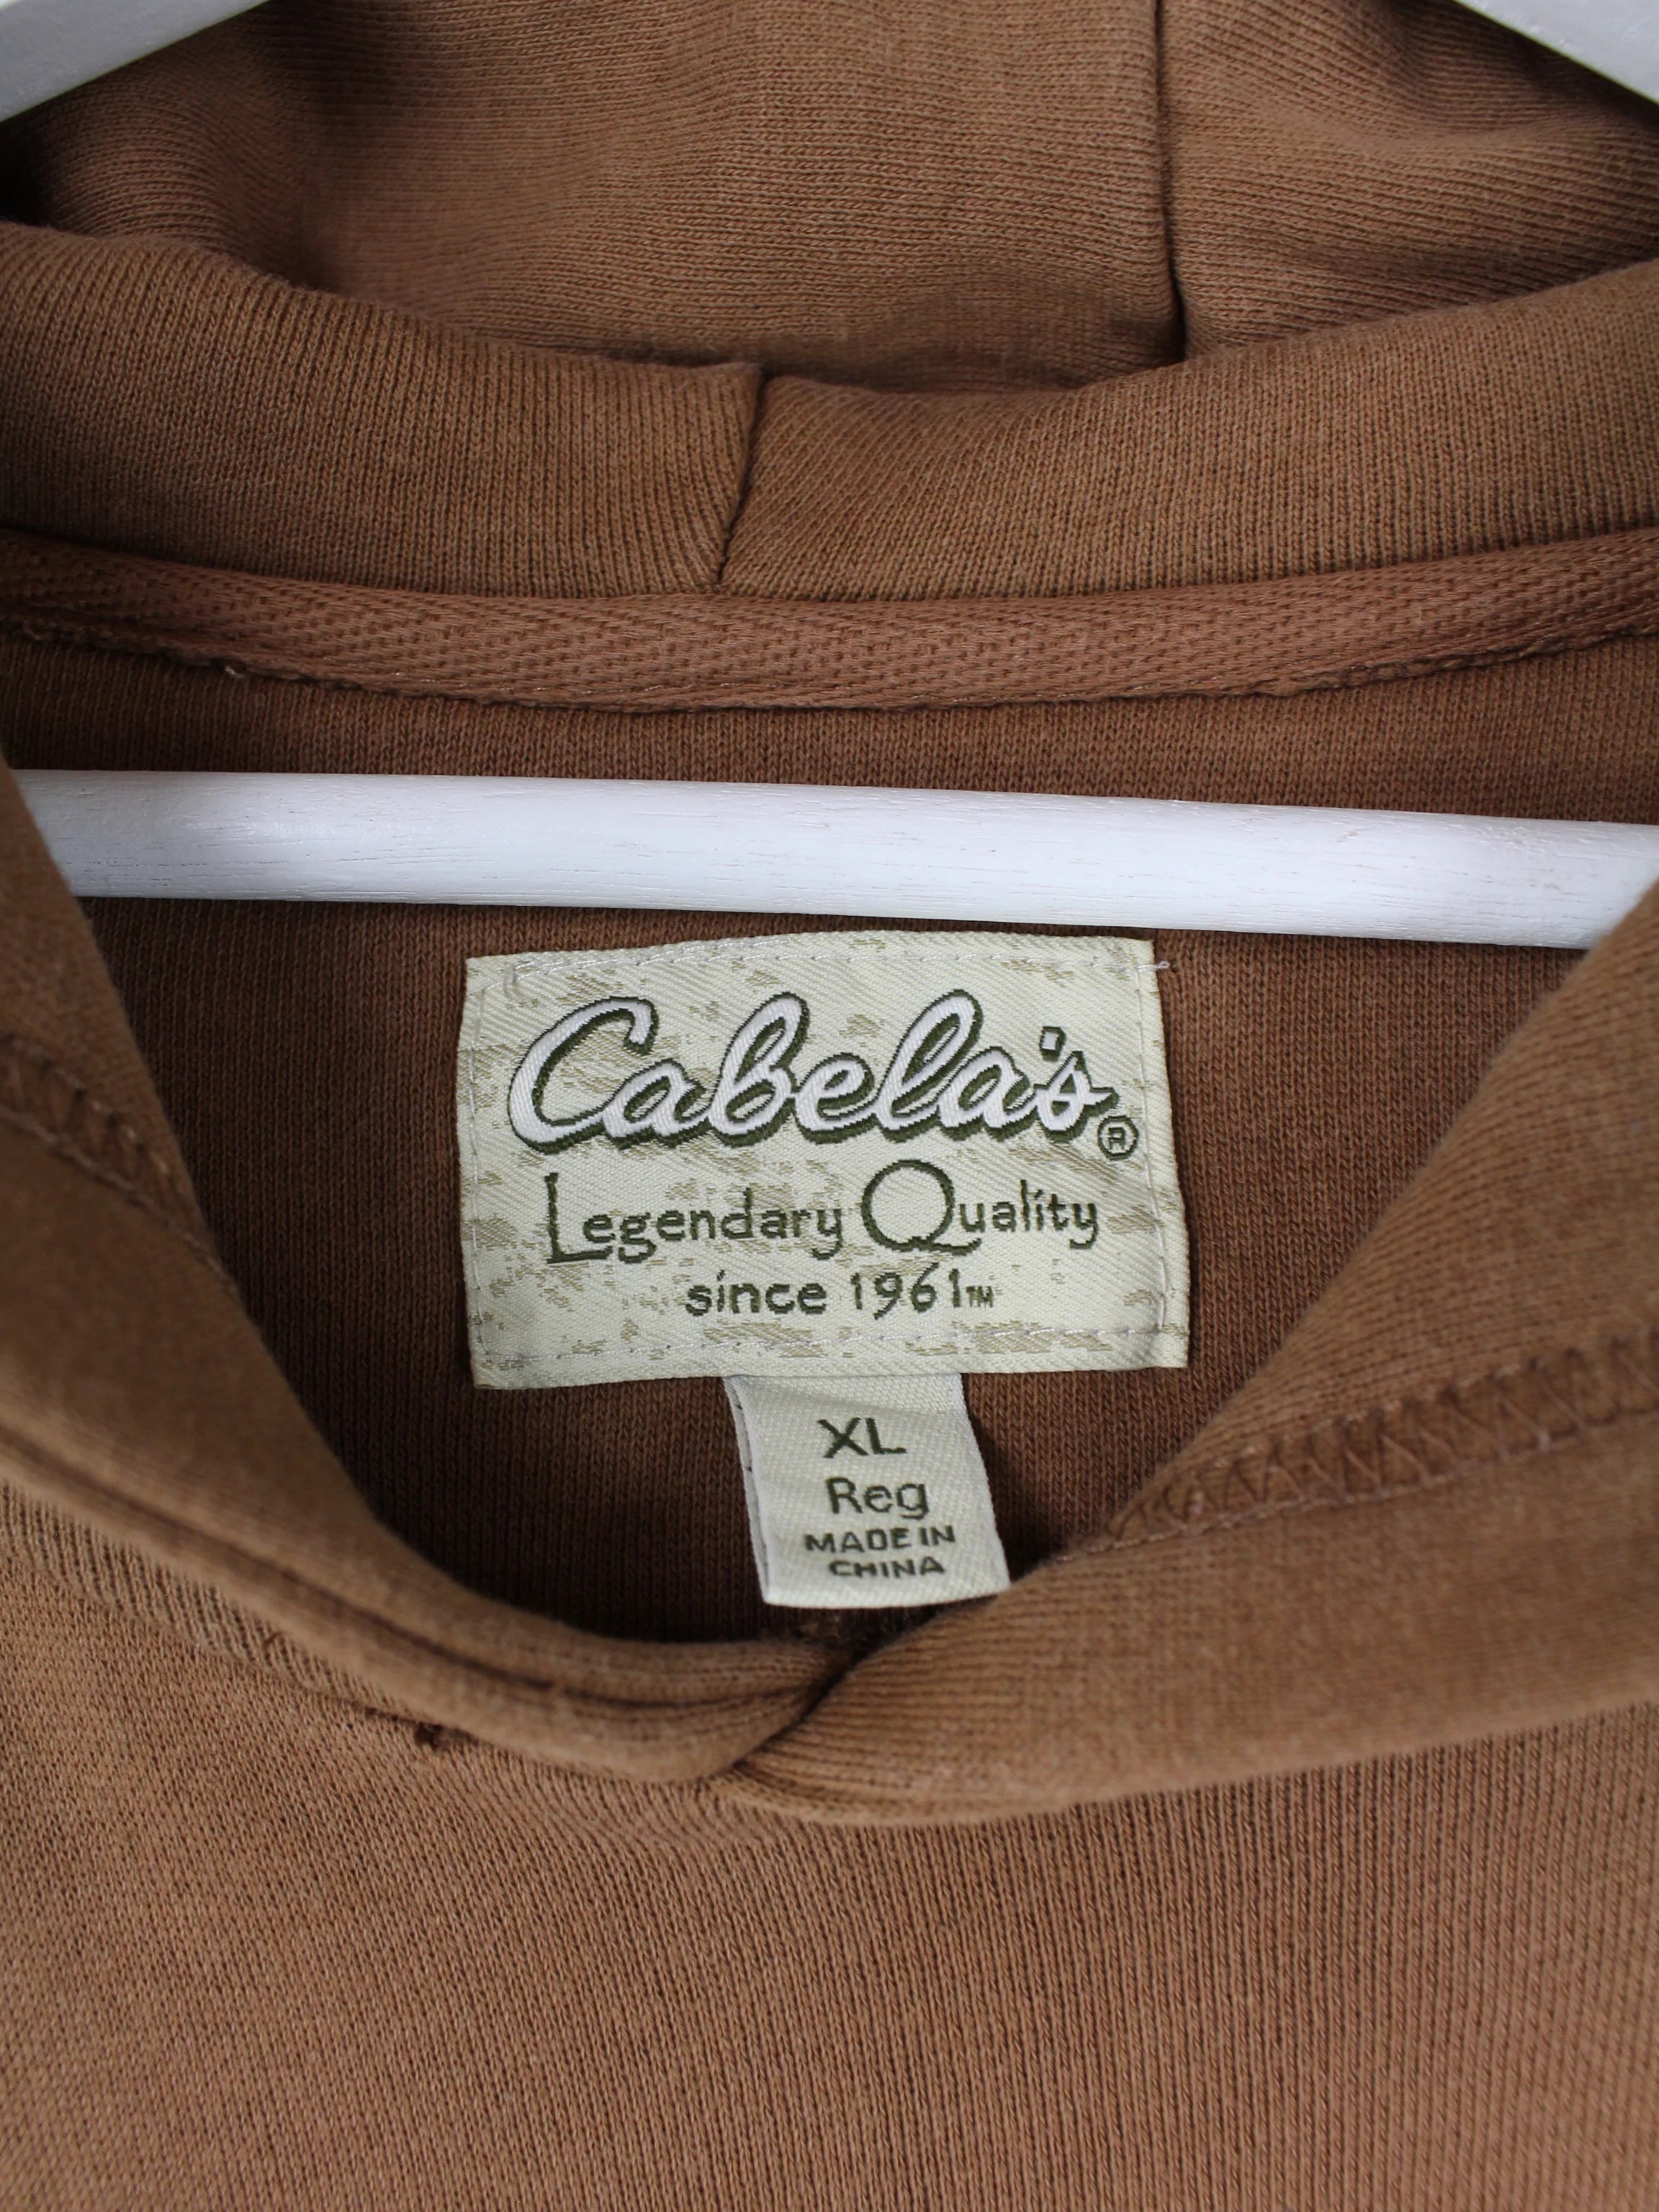 Cabela's®
Legendary Quality
since 1961™
XL
Reg
MADE IN
CHINA